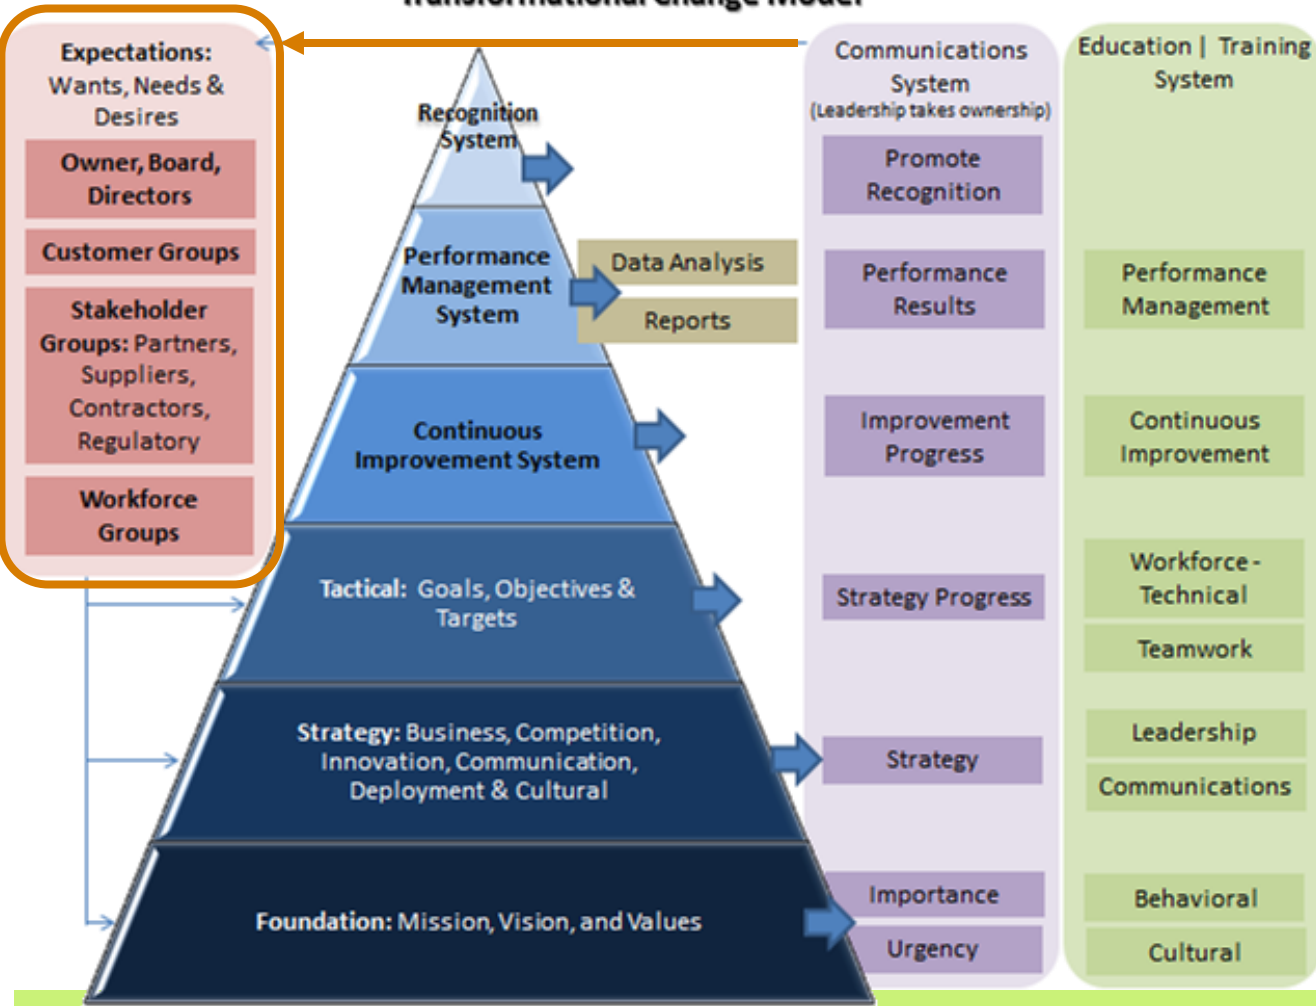 Transformational Change Model
Expectations:
Wants, Needs &
Desires
Owner, Board,
Directors
Customer Groups
Stakeholder
Groups: Partners,
Suppliers,
Contractors,
Regulatory
Workforce
Groups
Recognition
System
Performance
Management
System
Data Analysis
Reports
Continuous
Improvement System
Tactical: Goals, Objectives &
Targets
Strategy: Business, Competition,
Innovation, Communication,
Deployment & Cultural
Foundation: Mission, Vision, and Values
Communications
System
(Leadership takes ownership)
Promote
Recognition
Performance
Results
Improvement
Progress
Strategy Progress
Strategy
Importance
Urgency
Education | Training
System
Performance
Management
Continuous
Improvement
Workforce -
Technical
Teamwork
Leadership
Communications
Behavioral
Cultural